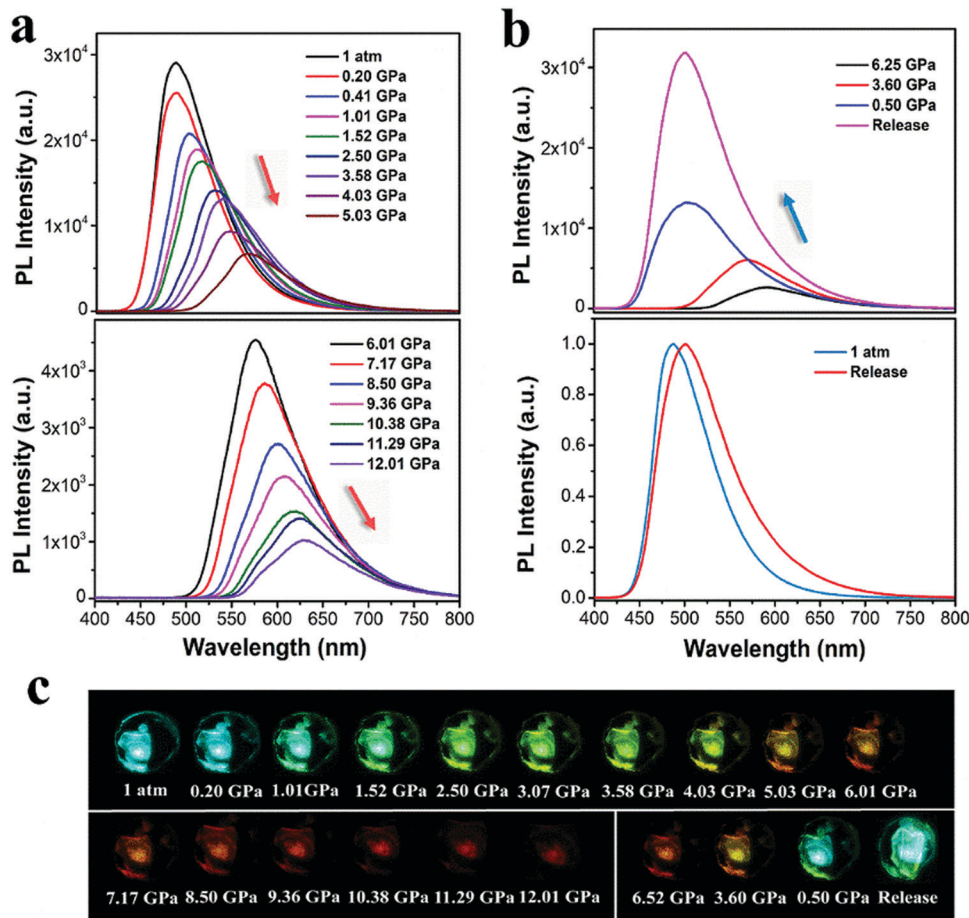 a
3x10⁴
2x10⁴
1x10⁴
0
PL Intensity (a.u.)
1 atm
0.20 GPa
0.41 GPa
1.01 GPa
1.52 GPa
2.50 GPa
3.58 GPa
4.03 GPa
5.03 GPa
4x10³
3x10³
2x10³
1x10³
0
PL Intensity (a.u.)
6.01 GPa
7.17 GPa
8.50 GPa
9.36 GPa
10.38 GPa
11.29 GPa
12.01 GPa
400 450 500 550 600 650 700 750 800
Wavelength (nm)
b
3x10⁴
2x10⁴
1x10⁴
0
PL Intensity (a.u.)
6.25 GPa
3.60 GPa
0.50 GPa
Release
1.0
0.8
0.6
0.4
0.2
0.0
PL Intensity (a.u.)
1 atm
Release
400 450 500 550 600 650 700 750 800
Wavelength (nm)
c
1 atm 0.20 GPa 1.01GPa 1.52 GPa 2.50 GPa 3.07 GPa 3.58 GPa 4.03 GPa 5.03 GPa 6.01 GPa
7.17 GPa 8.50 GPa 9.36 GPa 10.38 GPa 11.29 GPa 12.01 GPa
6.52 GPa 3.60 GPa 0.50 GPa Release